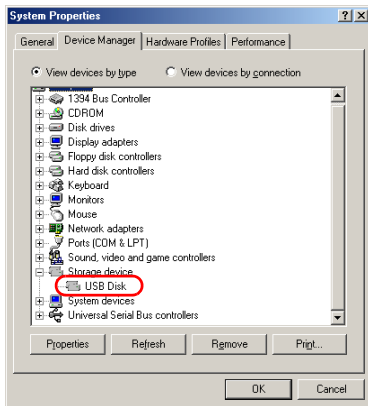 System Properties
General Device Manager Hardware Profiles Performance
View devices by type View devices by connection
1394 Bus Controller
CDROM
Disk drives
Display adapters
Floppy disk controllers
Hard disk controllers
Keyboard
Monitors
Mouse
Network adapters
Ports (COM & LPT)
Sound, video and game controllers
Storage device
USB Disk
System devices
Universal Serial Bus controllers
Properties Refresh Remove Print...
OK Cancel